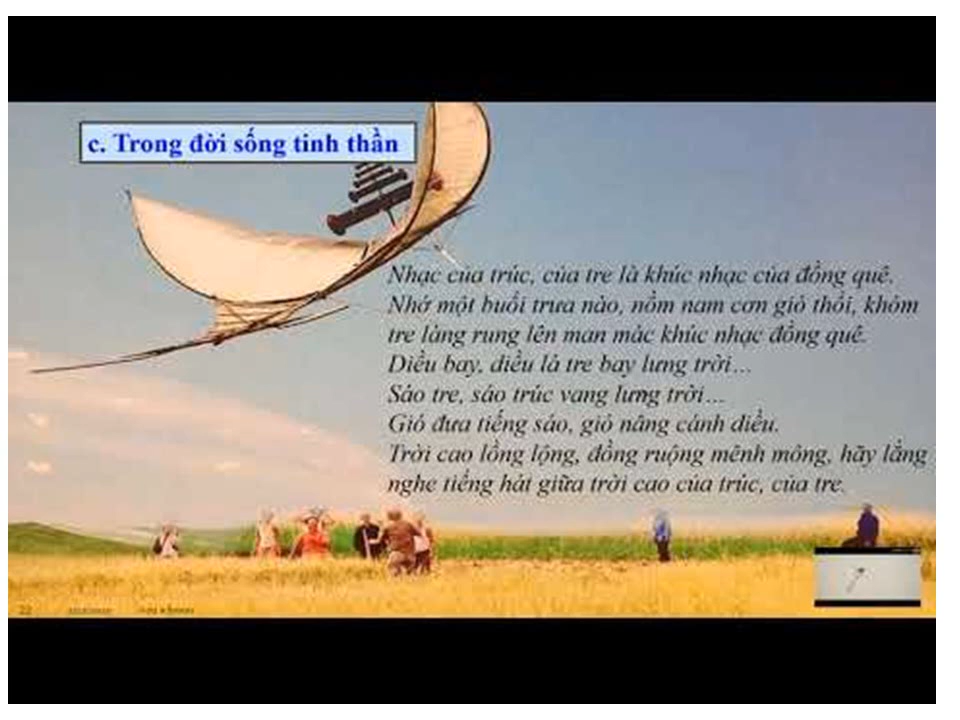 c. Trong đời sống tinh thần
Nhạc của trúc, của tre là khúc nhạc của đồng quê.
Nhớ một buổi trưa nào, nồm nam cơn gió thổi, khóm
tre làng rung lên man mác khúc nhạc đồng quê.
Diều bay, diều lá tre bay lưng trời…
Sáo tre, sáo trúc vang lưng trời…
Gió đưa tiếng sáo, gió nâng cánh diều.
Trời cao lồng lộng, đồng ruộng mênh mông, hãy lắng
nghe tiếng hát giữa trời cao của trúc, của tre.
22